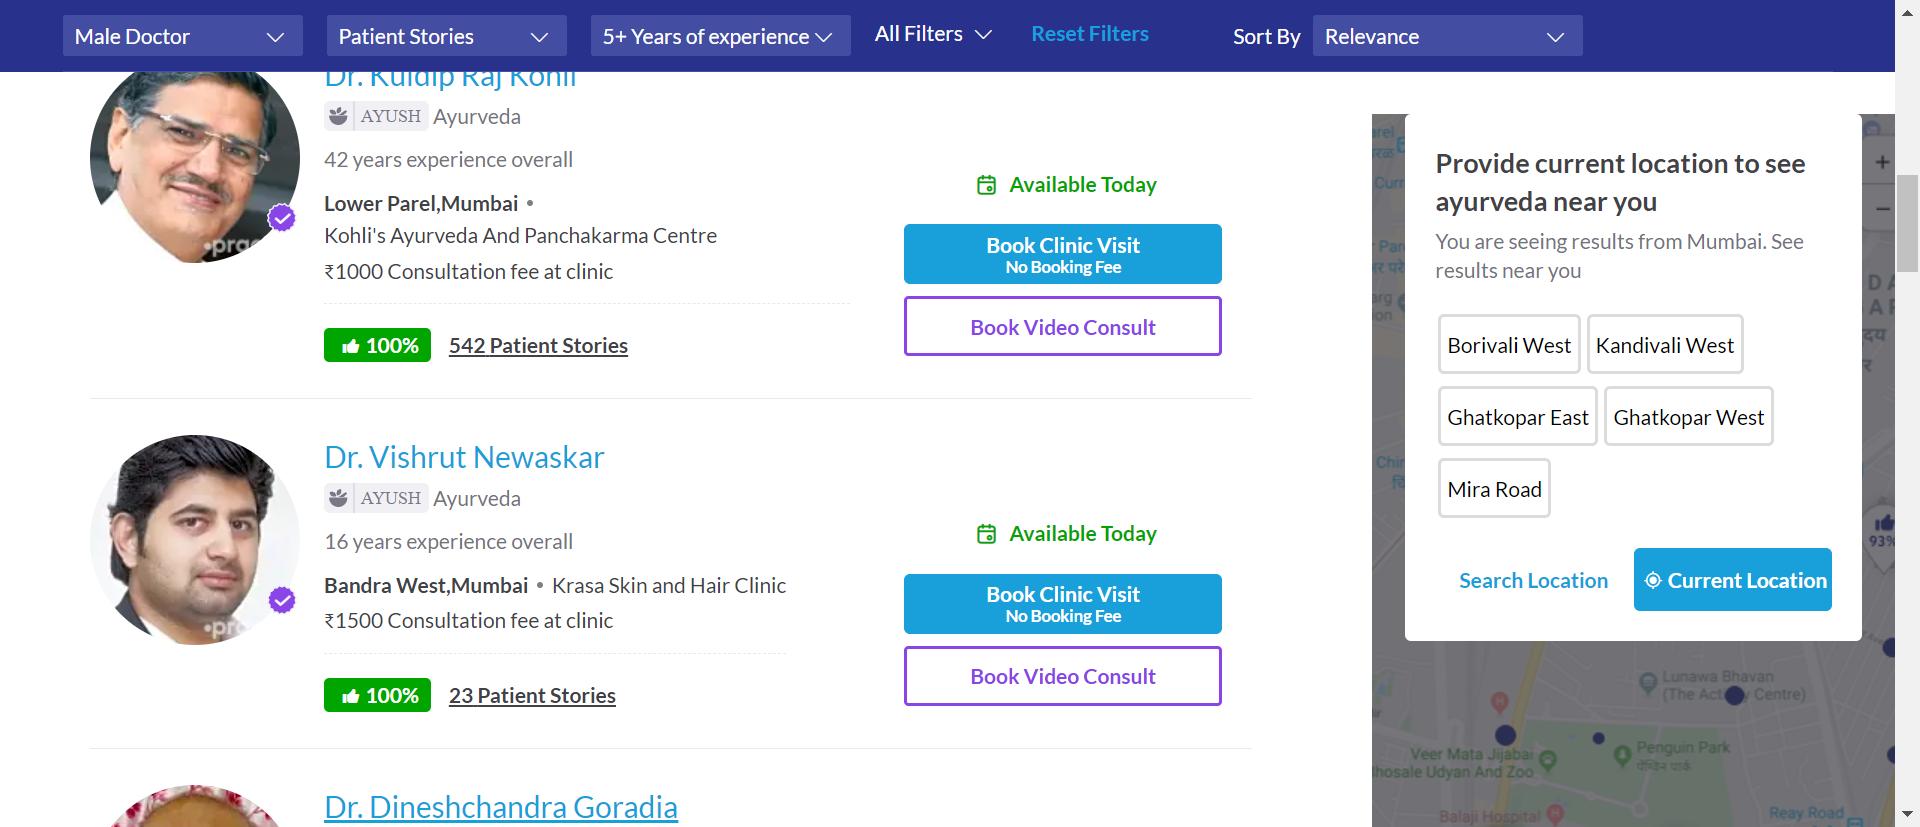 Male Doctor
Patient Stories
5+ Years of experience
All Filters
Reset Filters
Sort By
Relevance
Dr. Kuldip Raj Kohli
AYUSH Ayurveda
42 years experience overall
Lower Parel,Mumbai •
Kohli's Ayurveda And Panchakarma Centre
₹1000 Consultation fee at clinic
100%
542 Patient Stories
Available Today
Book Clinic Visit
No Booking Fee
Book Video Consult
Dr. Vishrut Newaskar
AYUSH Ayurveda
16 years experience overall
Bandra West,Mumbai • Krasa Skin and Hair Clinic
₹1500 Consultation fee at clinic
100%
23 Patient Stories
Available Today
Book Clinic Visit
No Booking Fee
Book Video Consult
Dr. Dineshchandra Goradia
Provide current location to see
ayurveda near you
You are seeing results from Mumbai. See
results near you
Borivali West
Kandivali West
Ghatkopar East
Ghatkopar West
Mira Road
Search Location
Current Location
93%
Lunawa Bhavan
Centre)
Penguin Park
पेंग्विन पार्क
Veer Mata Jijabai
Udyan And Zoo
Balaji Hospital
Reay Road